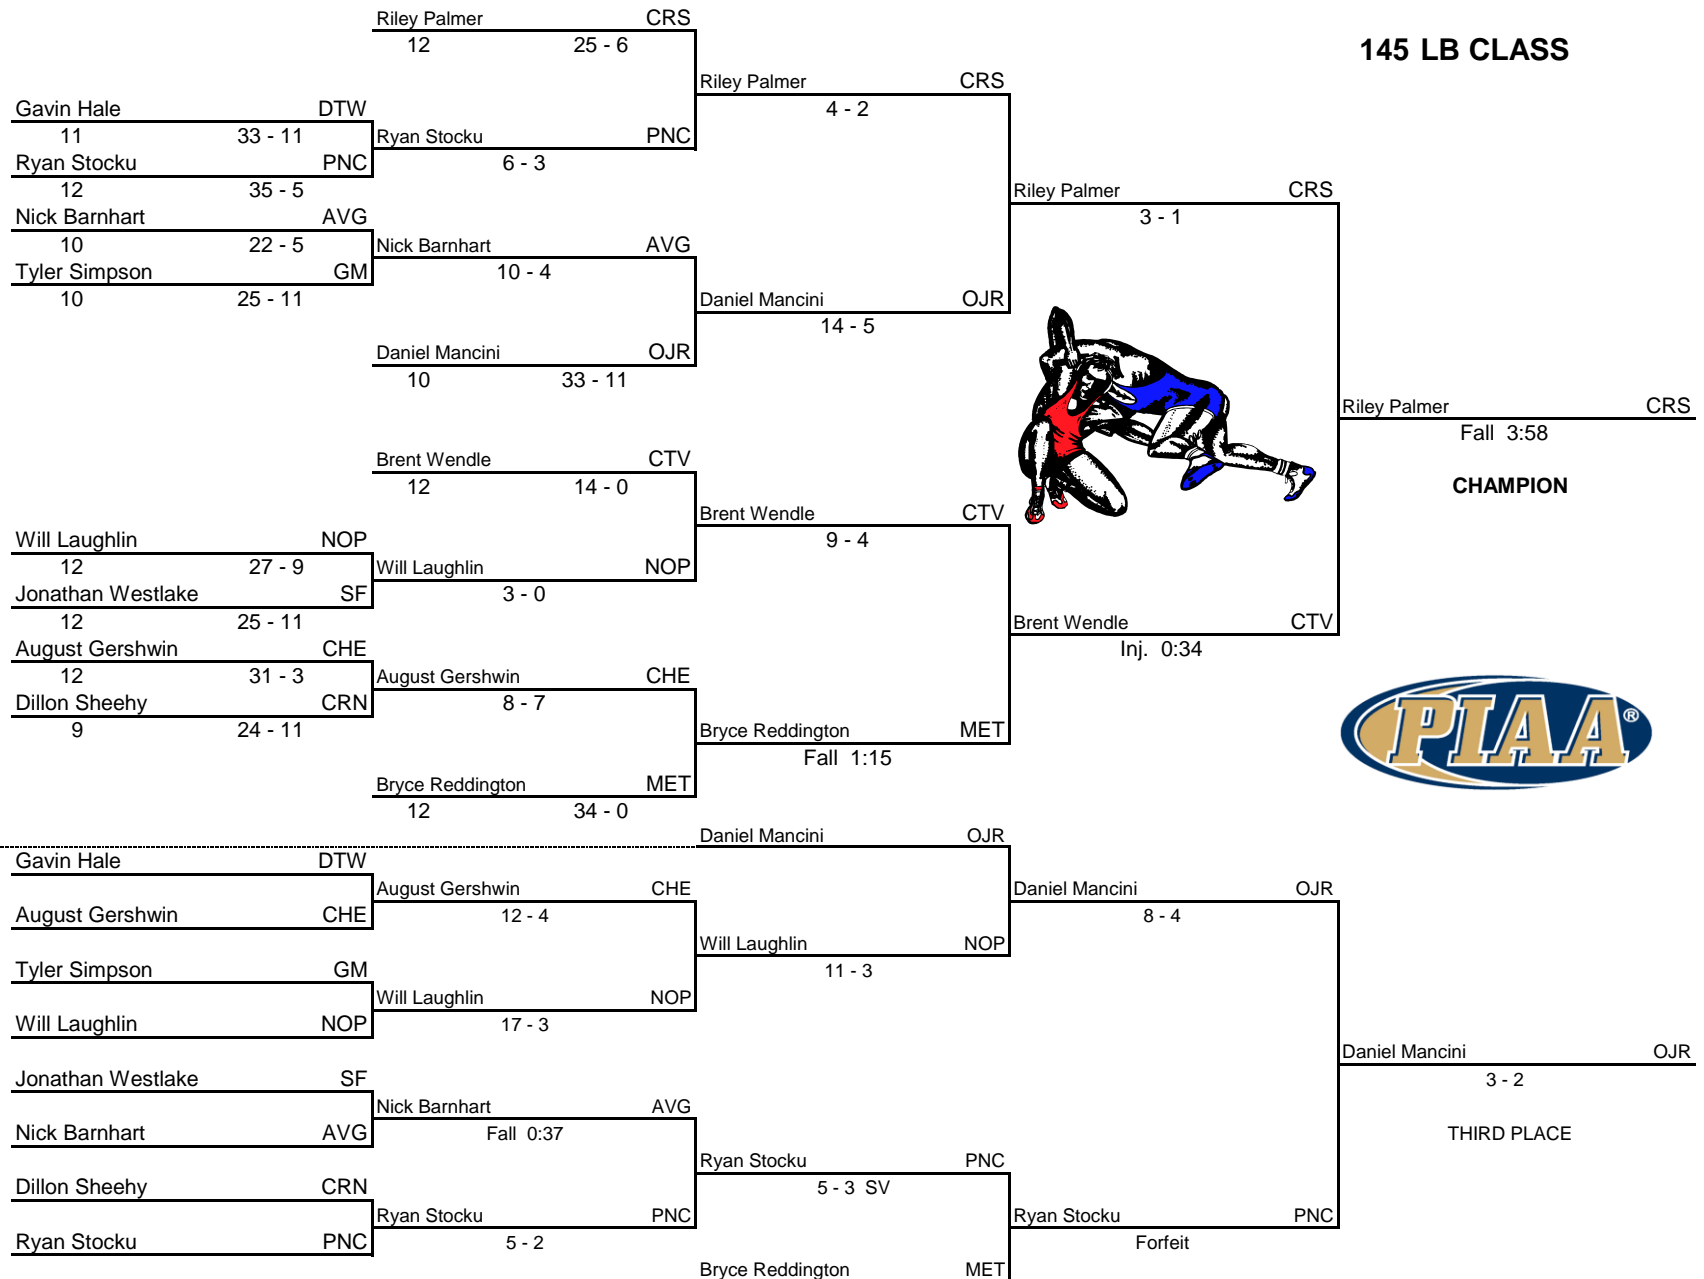 Riley Palmer CRS
12 25 - 6
145 LB CLASS
Riley Palmer CRS
4 - 2
Gavin Hale DTW
11 33 - 11
Ryan Stocku PNC
6 - 3
Ryan Stocku PNC
12 35 - 5
Riley Palmer CRS
3 - 1
Nick Barnhart AVG
10 22 - 5
Nick Barnhart AVG
10 - 4
Tyler Simpson GM
10 25 - 11
Daniel Mancini OJR
14 - 5
Daniel Mancini OJR
10 33 - 11
Riley Palmer CRS
Fall 3:58
CHAMPION
Brent Wendle CTV
12 14 - 0
Brent Wendle CTV
9 - 4
Will Laughlin NOP
12 27 - 9
Will Laughlin NOP
3 - 0
Jonathan Westlake SF
12 25 - 11
Brent Wendle CTV
Inj. 0:34
August Gershwin CHE
12 31 - 3
August Gershwin CHE
8 - 7
Dillon Sheehy CRN
9 24 - 11
Bryce Reddington MET
Fall 1:15
PIAA®
Bryce Reddington MET
12 34 - 0
Daniel Mancini OJR
Gavin Hale DTW
August Gershwin CHE
12 - 4
Daniel Mancini OJR
8 - 4
August Gershwin CHE
Will Laughlin NOP
11 - 3
Tyler Simpson GM
Will Laughlin NOP
17 - 3
Will Laughlin NOP
Daniel Mancini OJR
3 - 2
THIRD PLACE
Jonathan Westlake SF
Nick Barnhart AVG
Fall 0:37
Nick Barnhart AVG
Ryan Stocku PNC
5 - 3 SV
Dillon Sheehy CRN
Ryan Stocku PNC
5 - 2
Ryan Stocku PNC
Forfeit
Ryan Stocku PNC
Bryce Reddington MET